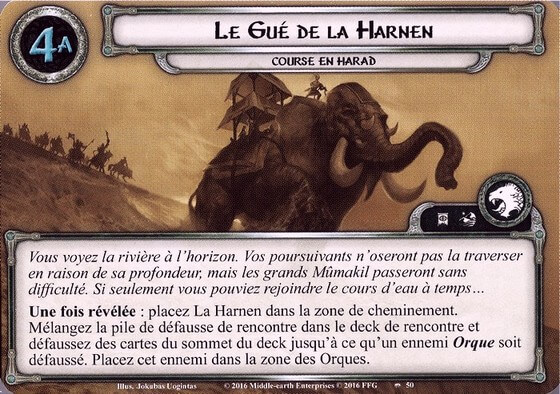 4A
Le Gué de la Harnen
Course en Harad
Vous voyez la rivière à l'horizon. Vos poursuivants n'oseront pas la traverser
en raison de sa profondeur, mais les grands Mûmakil passeront sans
difficulté. Si seulement vous pouviez rejoindre le cours d'eau à temps…
Une fois révélée : placez La Harnen dans la zone de cheminement.
Mélangez la pile de défausse de rencontre dans le deck de rencontre et
défaussez des cartes du sommet du deck jusqu'à ce qu'un ennemi Orque soit
défaussé. Placez cet ennemi dans la zone des Orques.
Illus. Jokubas Uogintas © 2016 Middle-earth Enterprises © 2016 FFG 50